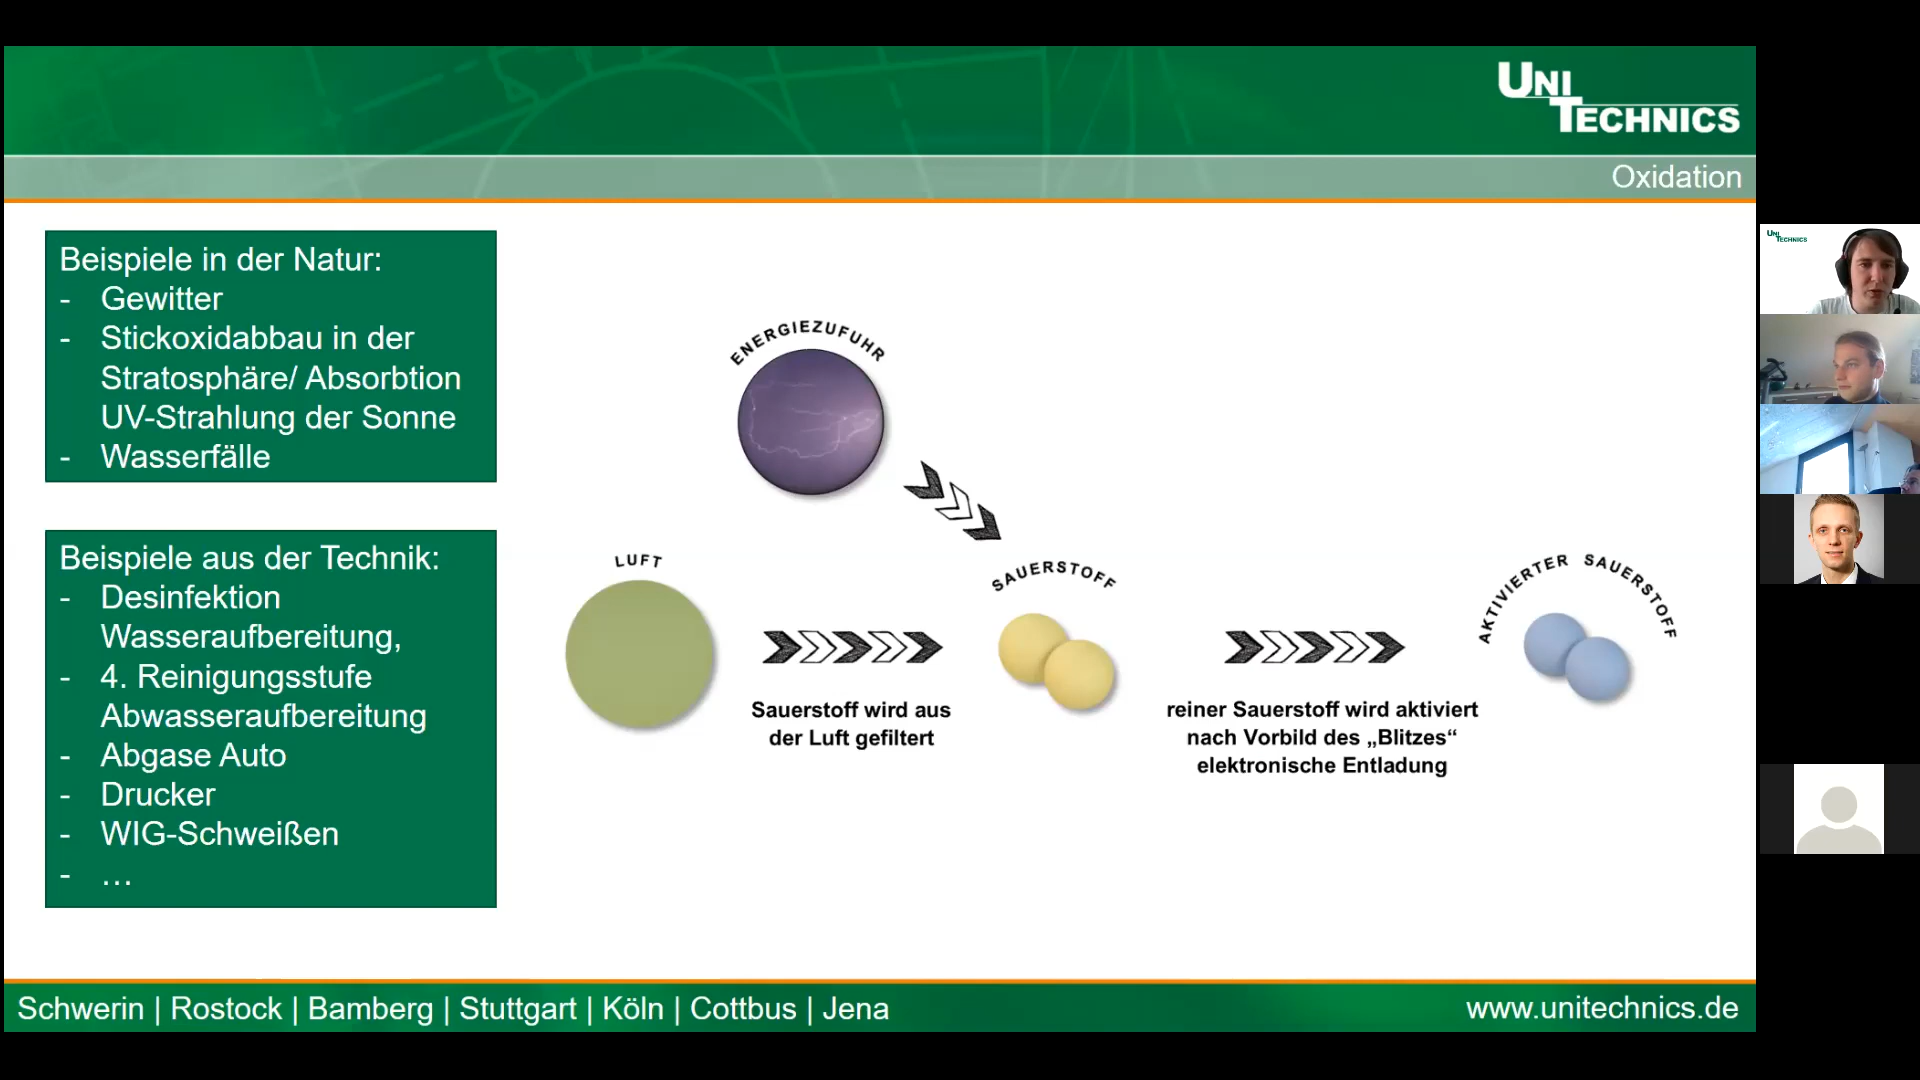 UNI
TECHNICS
Oxidation
Beispiele in der Natur:
- Gewitter
- Stickoxidabbau in der
Stratosphäre/ Absorbtion
UV-Strahlung der Sonne
- Wasserfälle
Beispiele aus der Technik:
- Desinfektion
Wasseraufbereitung,
- 4. Reinigungsstufe
Abwasseraufbereitung
- Abgase Auto
- Drucker
- WIG-Schweißen
- …
ENERGIEZUFUHR
LUFT
SAUERSTOFF
AKTIVIERTER SAUERSTOFF
Sauerstoff wird aus
der Luft gefiltert
reiner Sauerstoff wird aktiviert
nach Vorbild des „Blitzes“
elektronische Entladung
Schwerin | Rostock | Bamberg | Stuttgart | Köln | Cottbus | Jena
www.unitechnics.de
UNI
TECHNICS